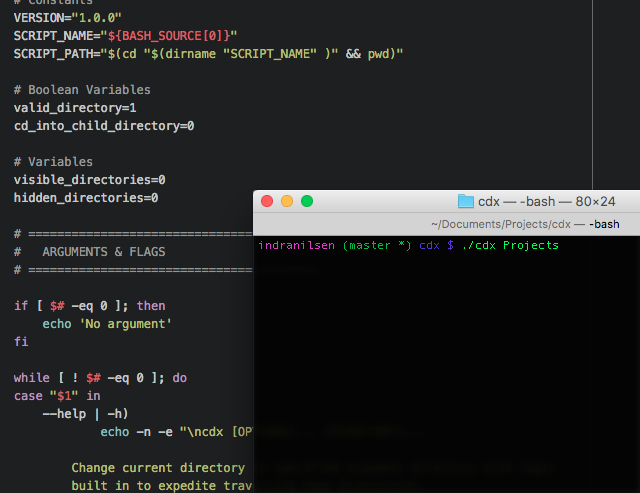 # Constants
VERSION="1.0.0"
SCRIPT_NAME="${BASH_SOURCE[0]}"
SCRIPT_PATH="$(cd "$(dirname "SCRIPT_NAME" )" && pwd)"
# Boolean Variables
valid_directory=1
cd_into_child_directory=0
# Variables
visible_directories=0
hidden_directories=0
# ================================
#   ARGUMENTS & FLAGS
# ================================
if [ $# -eq 0 ]; then
    echo 'No argument'
fi
while [ ! $# -eq 0 ]; do
case "$1" in
    --help | -h)
            echo -n -e "\ncdx [OP
        Change current directory
        built in to expedite trav
cdx — -bash — 80×24
~/Documents/Projects/cdx — -bash
indranilsen (master *) cdx $ ./cdx Projects